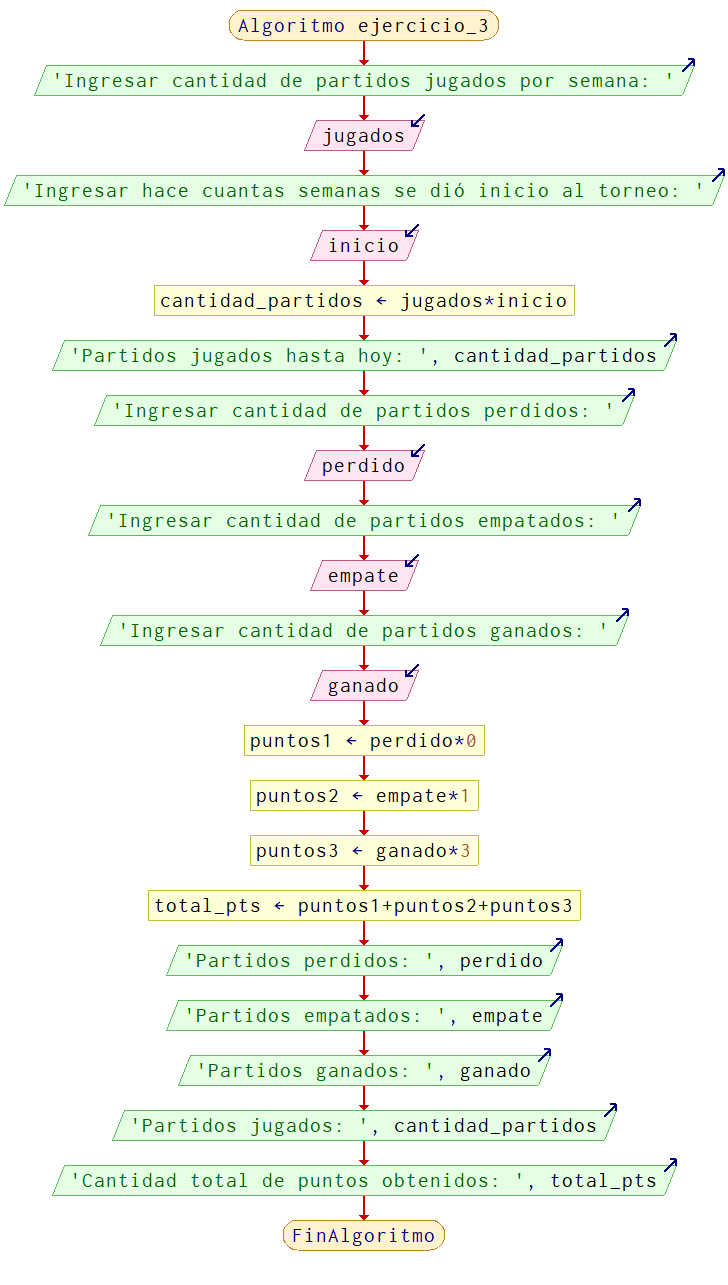 Algoritmo ejercicio_3
'Ingresar cantidad de partidos jugados por semana: '
jugados
'Ingresar hace cuantas semanas se dió inicio al torneo: '
inicio
cantidad_partidos ← jugados*inicio
'Partidos jugados hasta hoy: ', cantidad_partidos
'Ingresar cantidad de partidos perdidos: '
perdido
'Ingresar cantidad de partidos empatados: '
empate
'Ingresar cantidad de partidos ganados: '
ganado
puntos1 ← perdido*0
puntos2 ← empate*1
puntos3 ← ganado*3
total_pts ← puntos1+puntos2+puntos3
'Partidos perdidos: ', perdido
'Partidos empatados: ', empate
'Partidos ganados: ', ganado
'Partidos jugados: ', cantidad_partidos
'Cantidad total de puntos obtenidos: ', total_pts
FinAlgoritmo